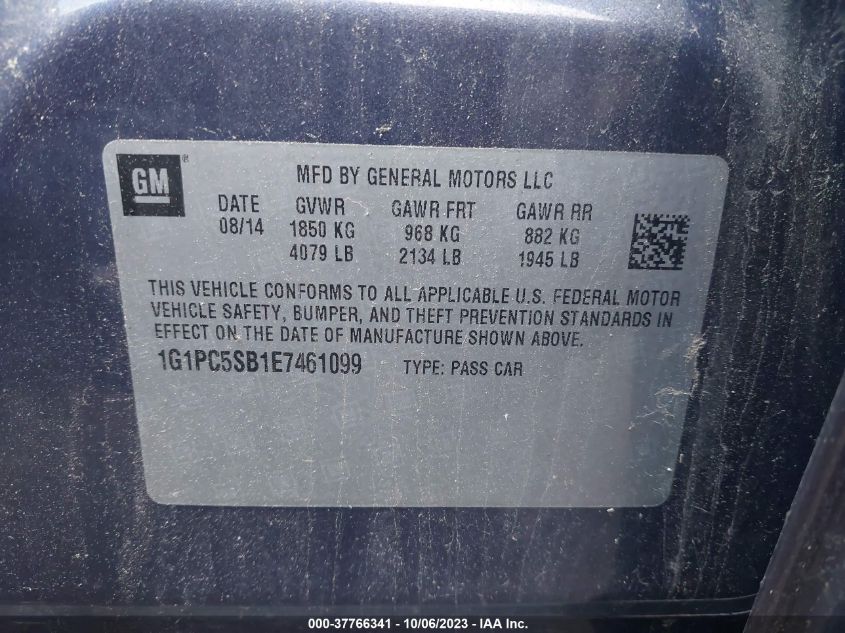 GM ®
MFD BY GENERAL MOTORS LLC
DATE GVWR GAWR FRT GAWR RR
08/14 1850 KG 968 KG 882 KG
4079 LB 2134 LB 1945 LB
THIS VEHICLE CONFORMS TO ALL APPLICABLE U.S. FEDERAL MOTOR
VEHICLE SAFETY, BUMPER, AND THEFT PREVENTION STANDARDS IN
EFFECT ON THE DATE OF MANUFACTURE SHOWN ABOVE.
1G1PC5SB1E7461099 TYPE: PASS CAR
000-37766341 - 10/06/2023 - IAA Inc.